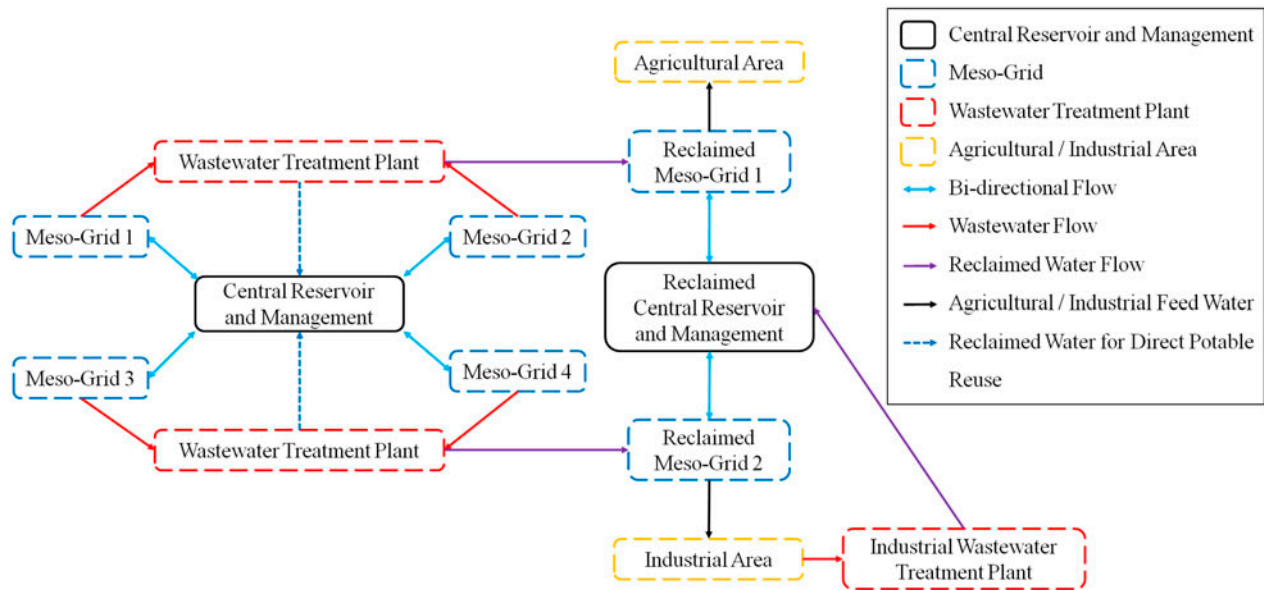 Agricultural Area
Wastewater Treatment Plant
Reclaimed
Meso-Grid 1
Meso-Grid 1
Meso-Grid 2
Central Reservoir
and Management
Reclaimed
Central Reservoir
and Management
Meso-Grid 3
Meso-Grid 4
Wastewater Treatment Plant
Reclaimed
Meso-Grid 2
Industrial Area
Industrial Wastewater
Treatment Plant
Central Reservoir and Management
Meso-Grid
Wastewater Treatment Plant
Agricultural / Industrial Area
Bi-directional Flow
Wastewater Flow
Reclaimed Water Flow
Agricultural / Industrial Feed Water
Reclaimed Water for Direct Potable
Reuse